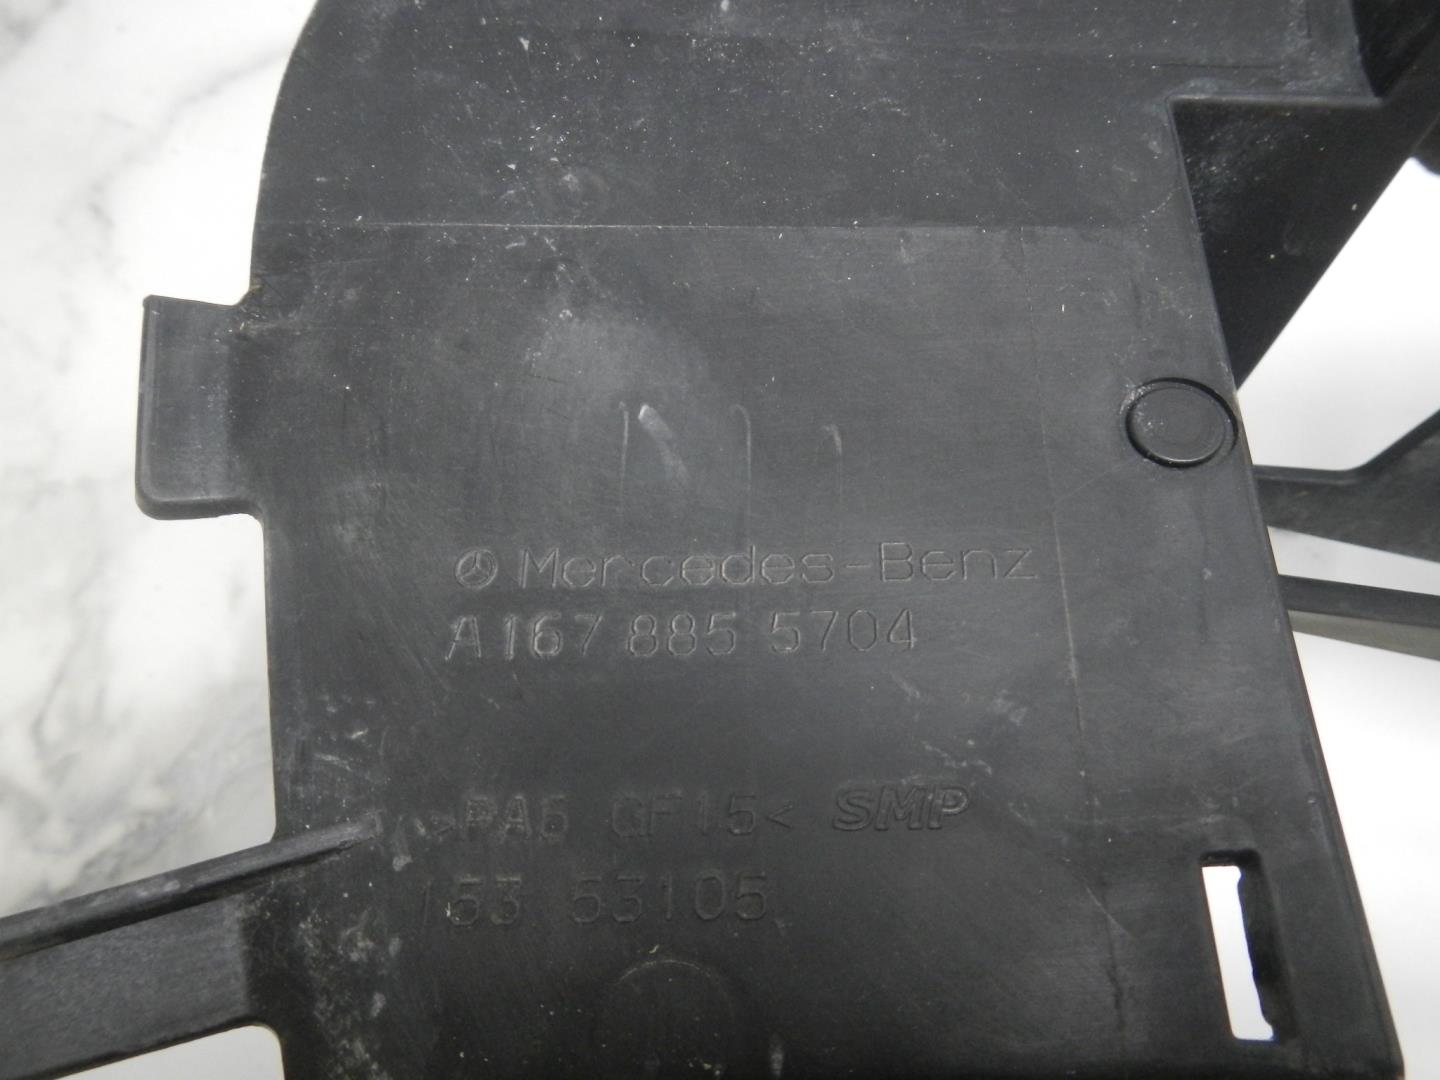 Mercedes-Benz
A 167 885 5704
>PA6 GF15< SMP
153 53105